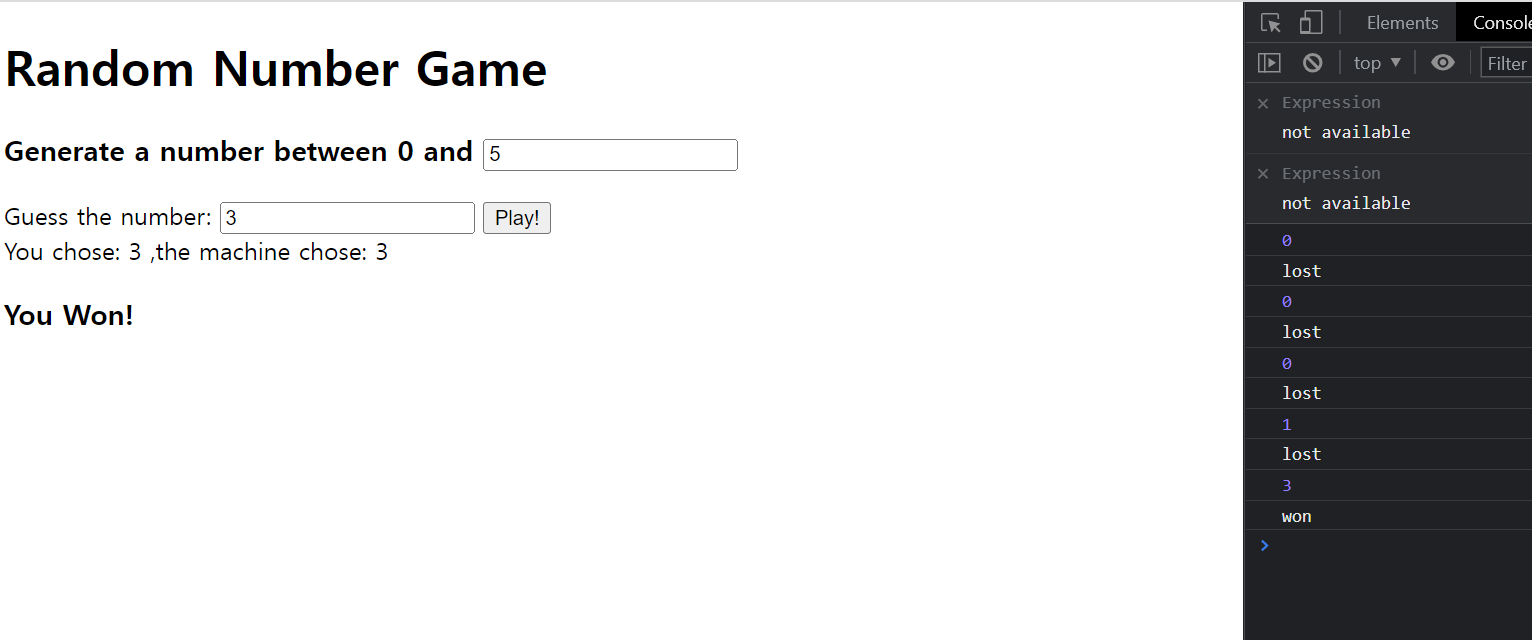 Random Number Game
Generate a number between 0 and 5
Guess the number: 3 Play!
You chose: 3 ,the machine chose: 3
You Won!
Elements Console
top ▼ Filter
× Expression
not available
× Expression
not available
0
lost
0
lost
0
lost
1
lost
3
won
>